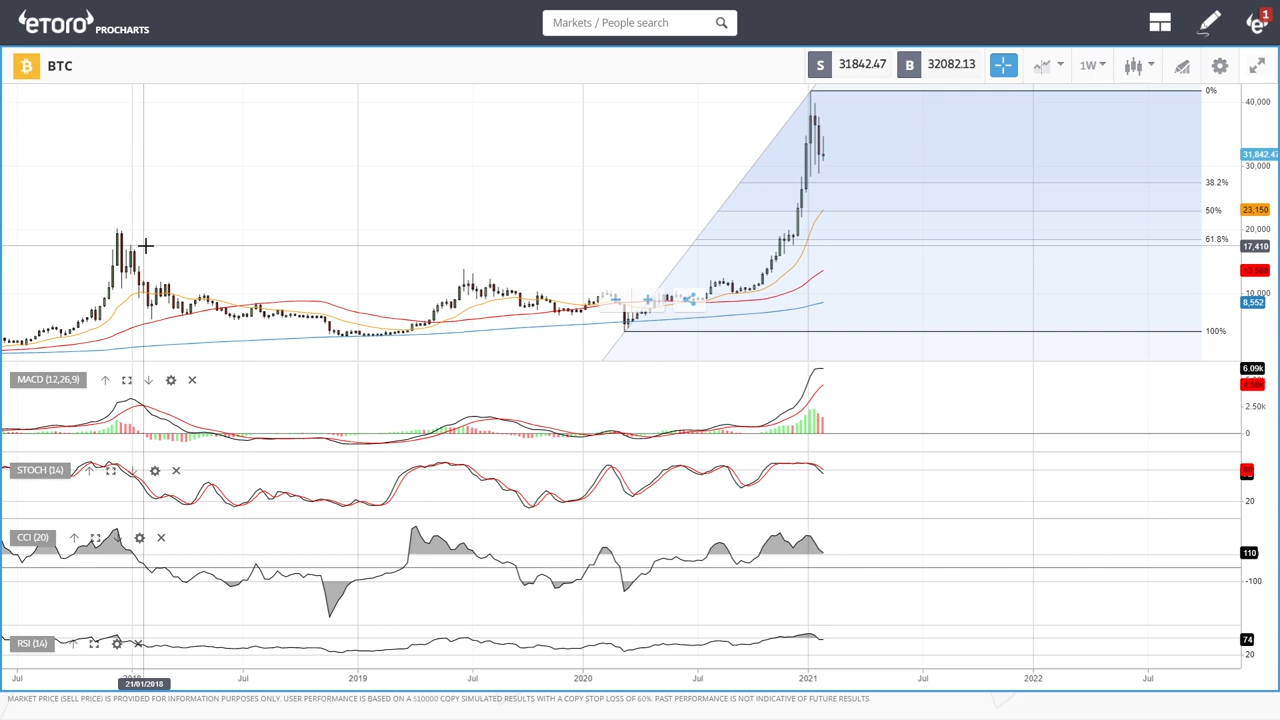 eToro PROCHARTS
Markets / People search
1
BTC
S 31842.47 B 32082.13
1W
0%
40,000
31,842.47
30,000
38.2%
23,150
50%
20,000
61.8%
17,410
10,000
8,552
100%
MACD (12,26,9)
6.09k
2.50k
0
STOCH (14)
20
CCI (20)
110
-100
RSI (14)
74
20
Jul 2018 Jul 2019 Jul 2020 Jul 2021 Jul 2022 Jul
21/01/2018
MARKET PRICE (SELL PRICE) IS PROVIDED FOR INFORMATION PURPOSES ONLY. USER PERFORMANCE IS BASED ON A $10000 COPY SIMULATED RESULTS WITH A COPY STOP LOSS OF 60%. PAST PERFORMANCE IS NOT INDICATIVE OF FUTURE RESULTS.